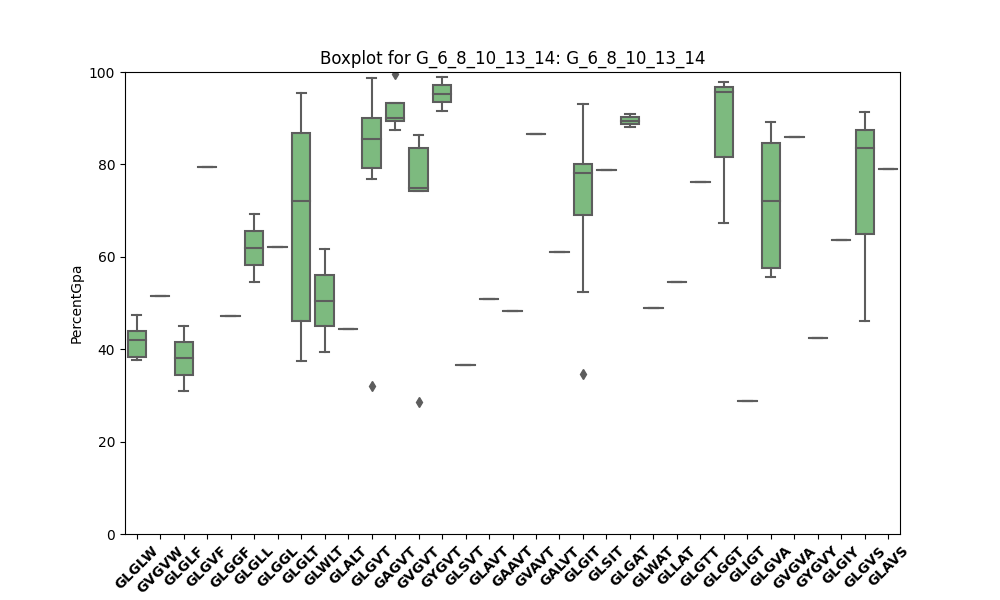 Boxplot for G_6_8_10_13_14: G_6_8_10_13_14
PercentGpa
100
80
60
40
20
0
GLGLW
GVGVW
GLGLF
GLGVF
GLGGF
GLGLL
GLGGL
GLGLT
GLWLT
GLALT
GLGVT
GAGVT
GVGVT
GYGVT
GLSVT
GLAVT
GAAVT
GVAVT
GALVT
GLGIT
GLSIT
GLGAT
GLWAT
GLLAT
GLGTT
GLGGT
GLIGT
GLGVA
GVGVA
GYGVY
GLGIY
GLGVS
GLAVS